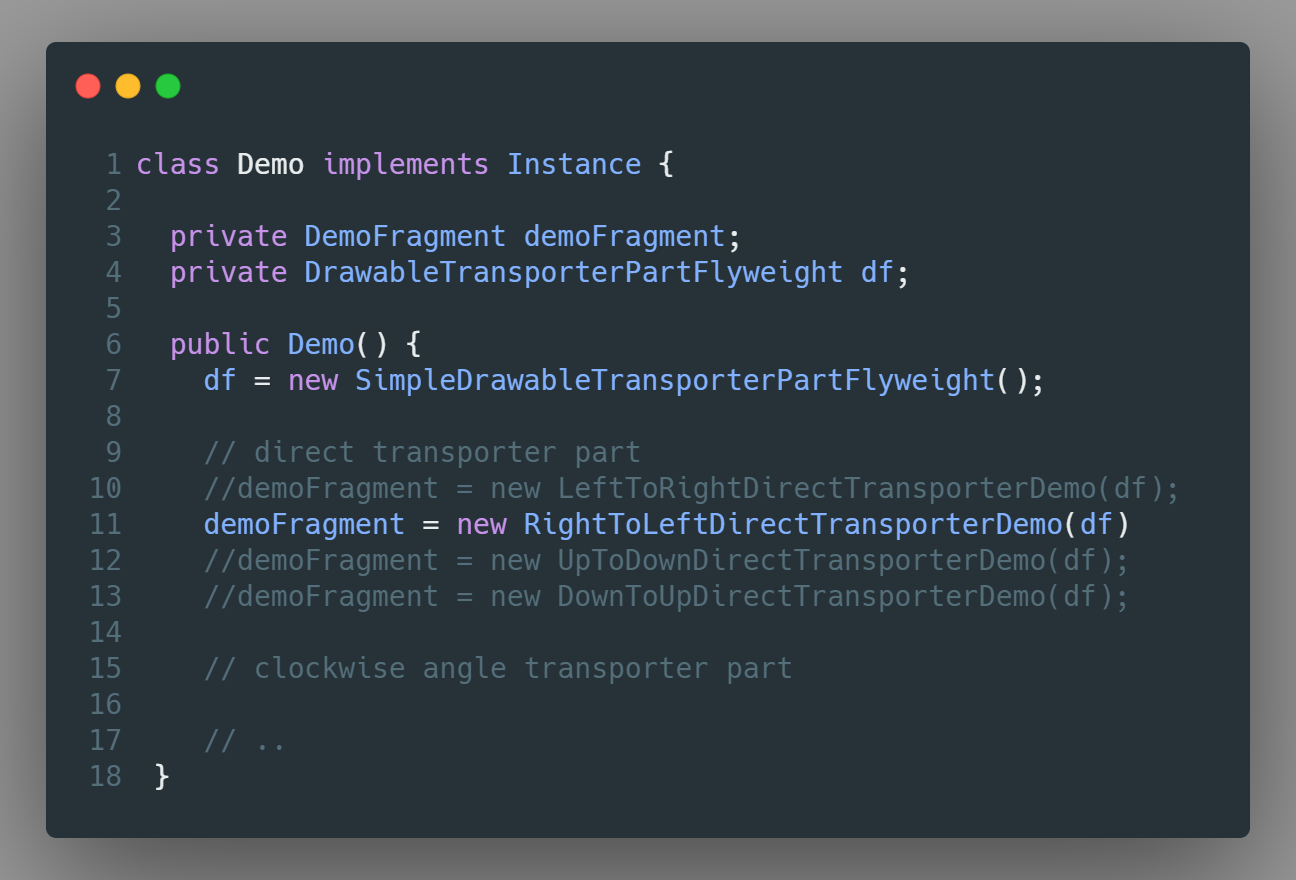 1 class Demo implements Instance {
2
3   private DemoFragment demoFragment;
4   private DrawableTransporterPartFlyweight df;
5
6   public Demo() {
7     df = new SimpleDrawableTransporterPartFlyweight();
8
9     // direct transporter part
10     //demoFragment = new LeftToRightDirectTransporterDemo(df);
11     demoFragment = new RightToLeftDirectTransporterDemo(df)
12     //demoFragment = new UpToDownDirectTransporterDemo(df);
13     //demoFragment = new DownToUpDirectTransporterDemo(df);
14
15     // clockwise angle transporter part
16
17     // ..
18  }